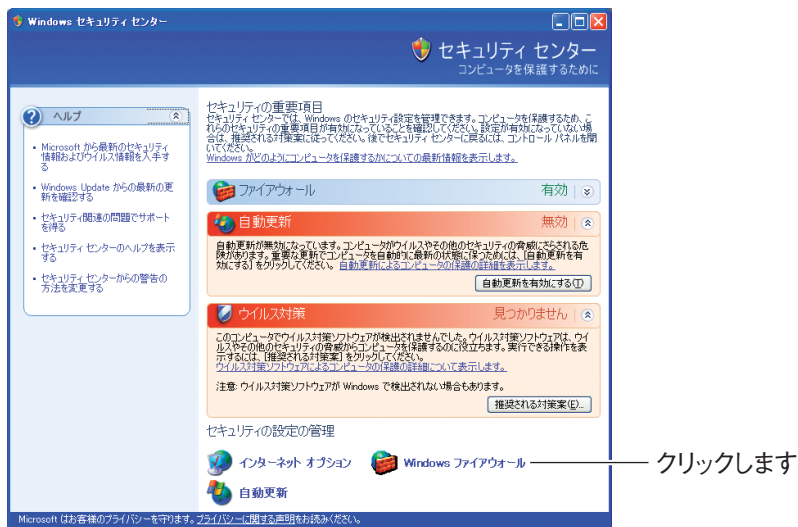 Windows セキュリティ センター
セキュリティ センター
コンピュータを保護するために
ヘルプ
• Microsoft から最新のセキュリティ
情報およびウイルス情報を入手す
る
• Windows Update からの最新の更
新を確認する
• セキュリティ関連の問題でサポート
を得る
• セキュリティ センターのヘルプを表示
する
• セキュリティ センターからの警告の
方法を変更する
セキュリティの重要項目
セキュリティ センターでは、Windows のセキュリティ設定を管理できます。コンピュータを保護するため、こ
れらのセキュリティの重要項目が有効になっていることを確認してください。設定が有効になっていない場
合は、推奨される対策案に従ってください。後でセキュリティ センターに戻るには、コントロール パネルを開
いてください。
Windows がどのようにコンピュータを保護するかについての最新情報を表示します。
ファイアウォール 有効
自動更新 無効
自動更新が無効になっています。コンピュータがウイルスやその他のセキュリティの脅威にさらされる危
険があります。重要な更新でコンピュータを自動的に最新の状態に保つためには、[自動更新を有
効にする] をクリックしてください。 自動更新によるコンピュータの保護の詳細を表示します。
自動更新を有効にする(T)
ウイルス対策 見つかりません
このコンピュータでウイルス対策ソフトウェアが検出されませんでした。ウイルス対策ソフトウェアは、ウイ
ルスやその他のセキュリティの脅威からコンピュータを保護するのに役立ちます。実行できる操作を表
示するには、[推奨される対策案] をクリックしてください。
ウイルス対策ソフトウェアによるコンピュータの保護の詳細について表示します。
注意: ウイルス対策ソフトウェアが Windows で検出されない場合もあります。
推奨される対策案(E)...
セキュリティの設定の管理
インターネット オプション Windows ファイアウォール
クリックします
自動更新
Microsoft はお客様のプライバシーを守ります。プライバシーに関する声明をお読みください。